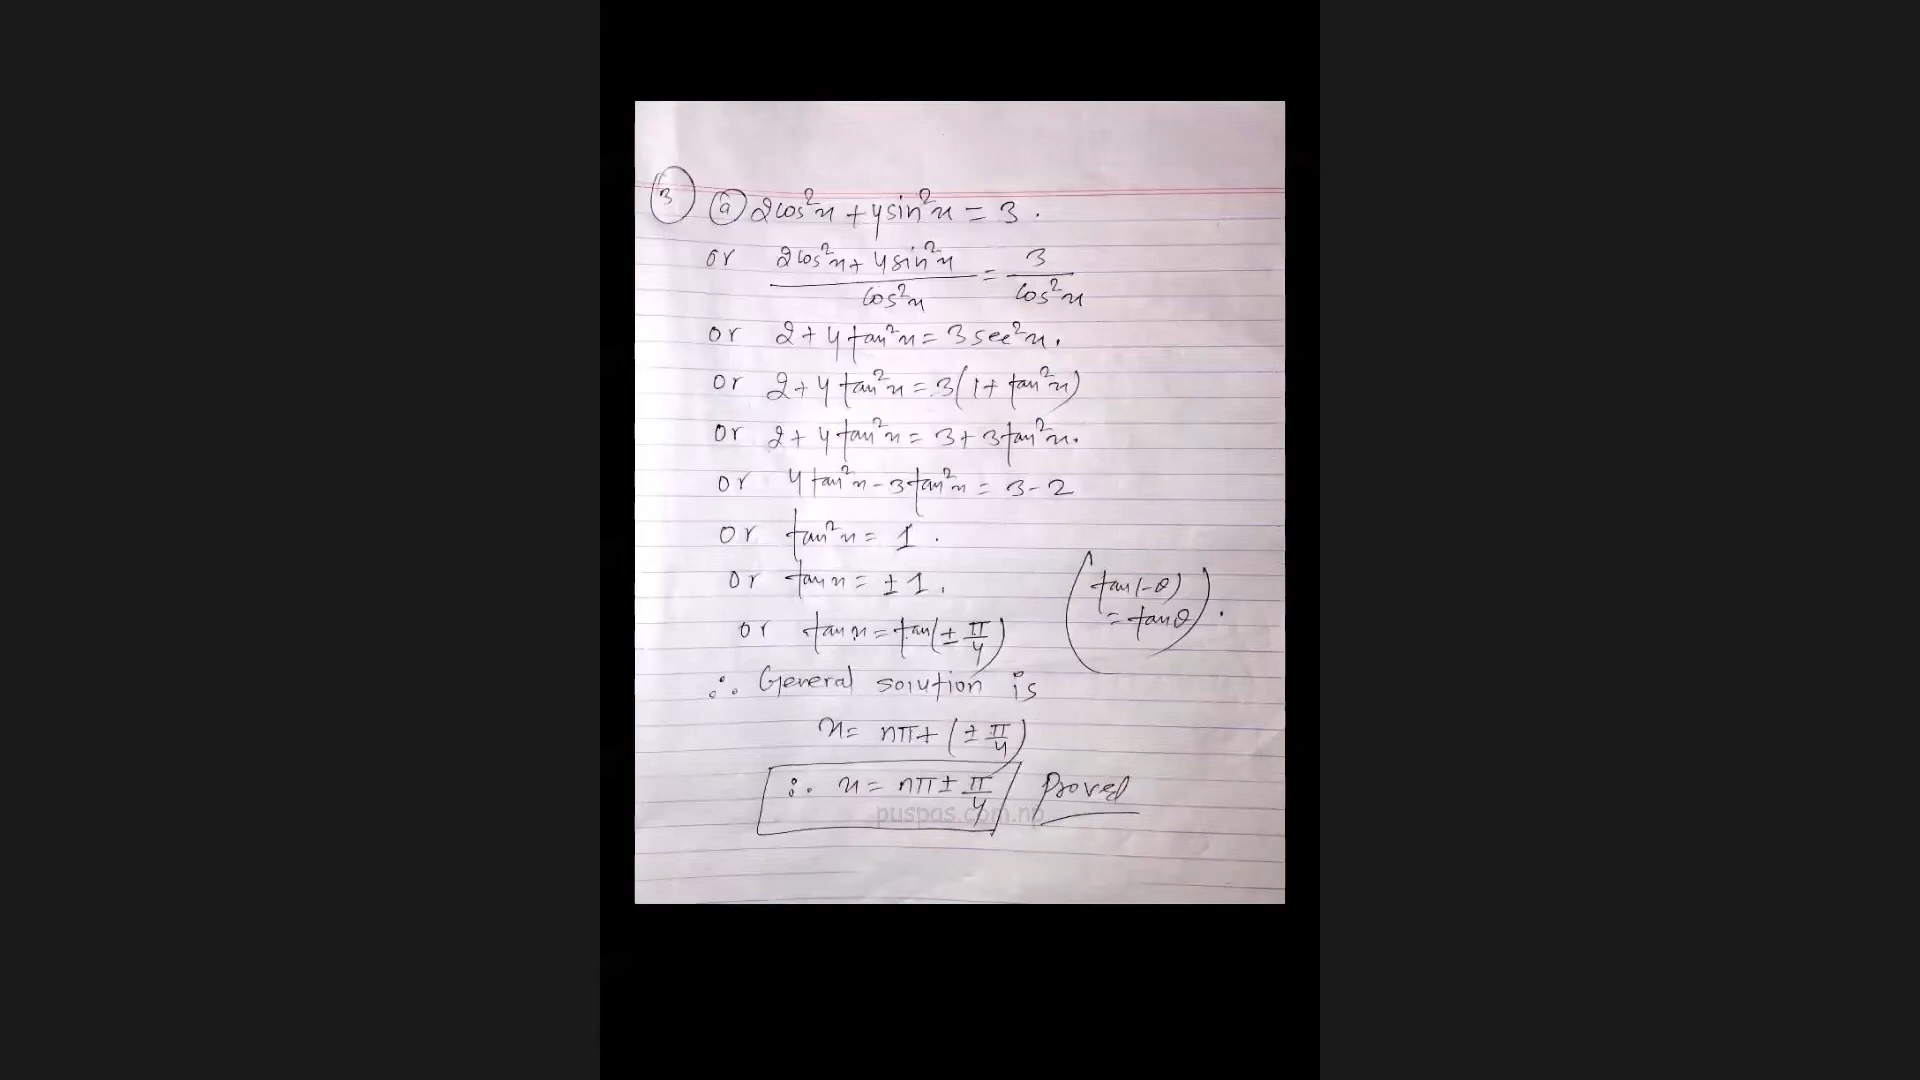 3 a 2cos²x + 4sin²x = 3.
or (2cos²x + 4sin²x)/cos²x = 3/cos²x
or 2 + 4tan²x = 3sec²x.
or 2 + 4tan²x = 3(1 + tan²x)
or 2 + 4tan²x = 3 + 3tan²x.
or 4tan²x - 3tan²x = 3 - 2
or tan²x = 1.
or tan x = ±1.
(tan(-θ)
= tanθ).
or tan x = tan(± π/4)
∴ General solution is
x = nπ + (± π/4)
∴ x = nπ ± π/4 Proved
puspas.com.np